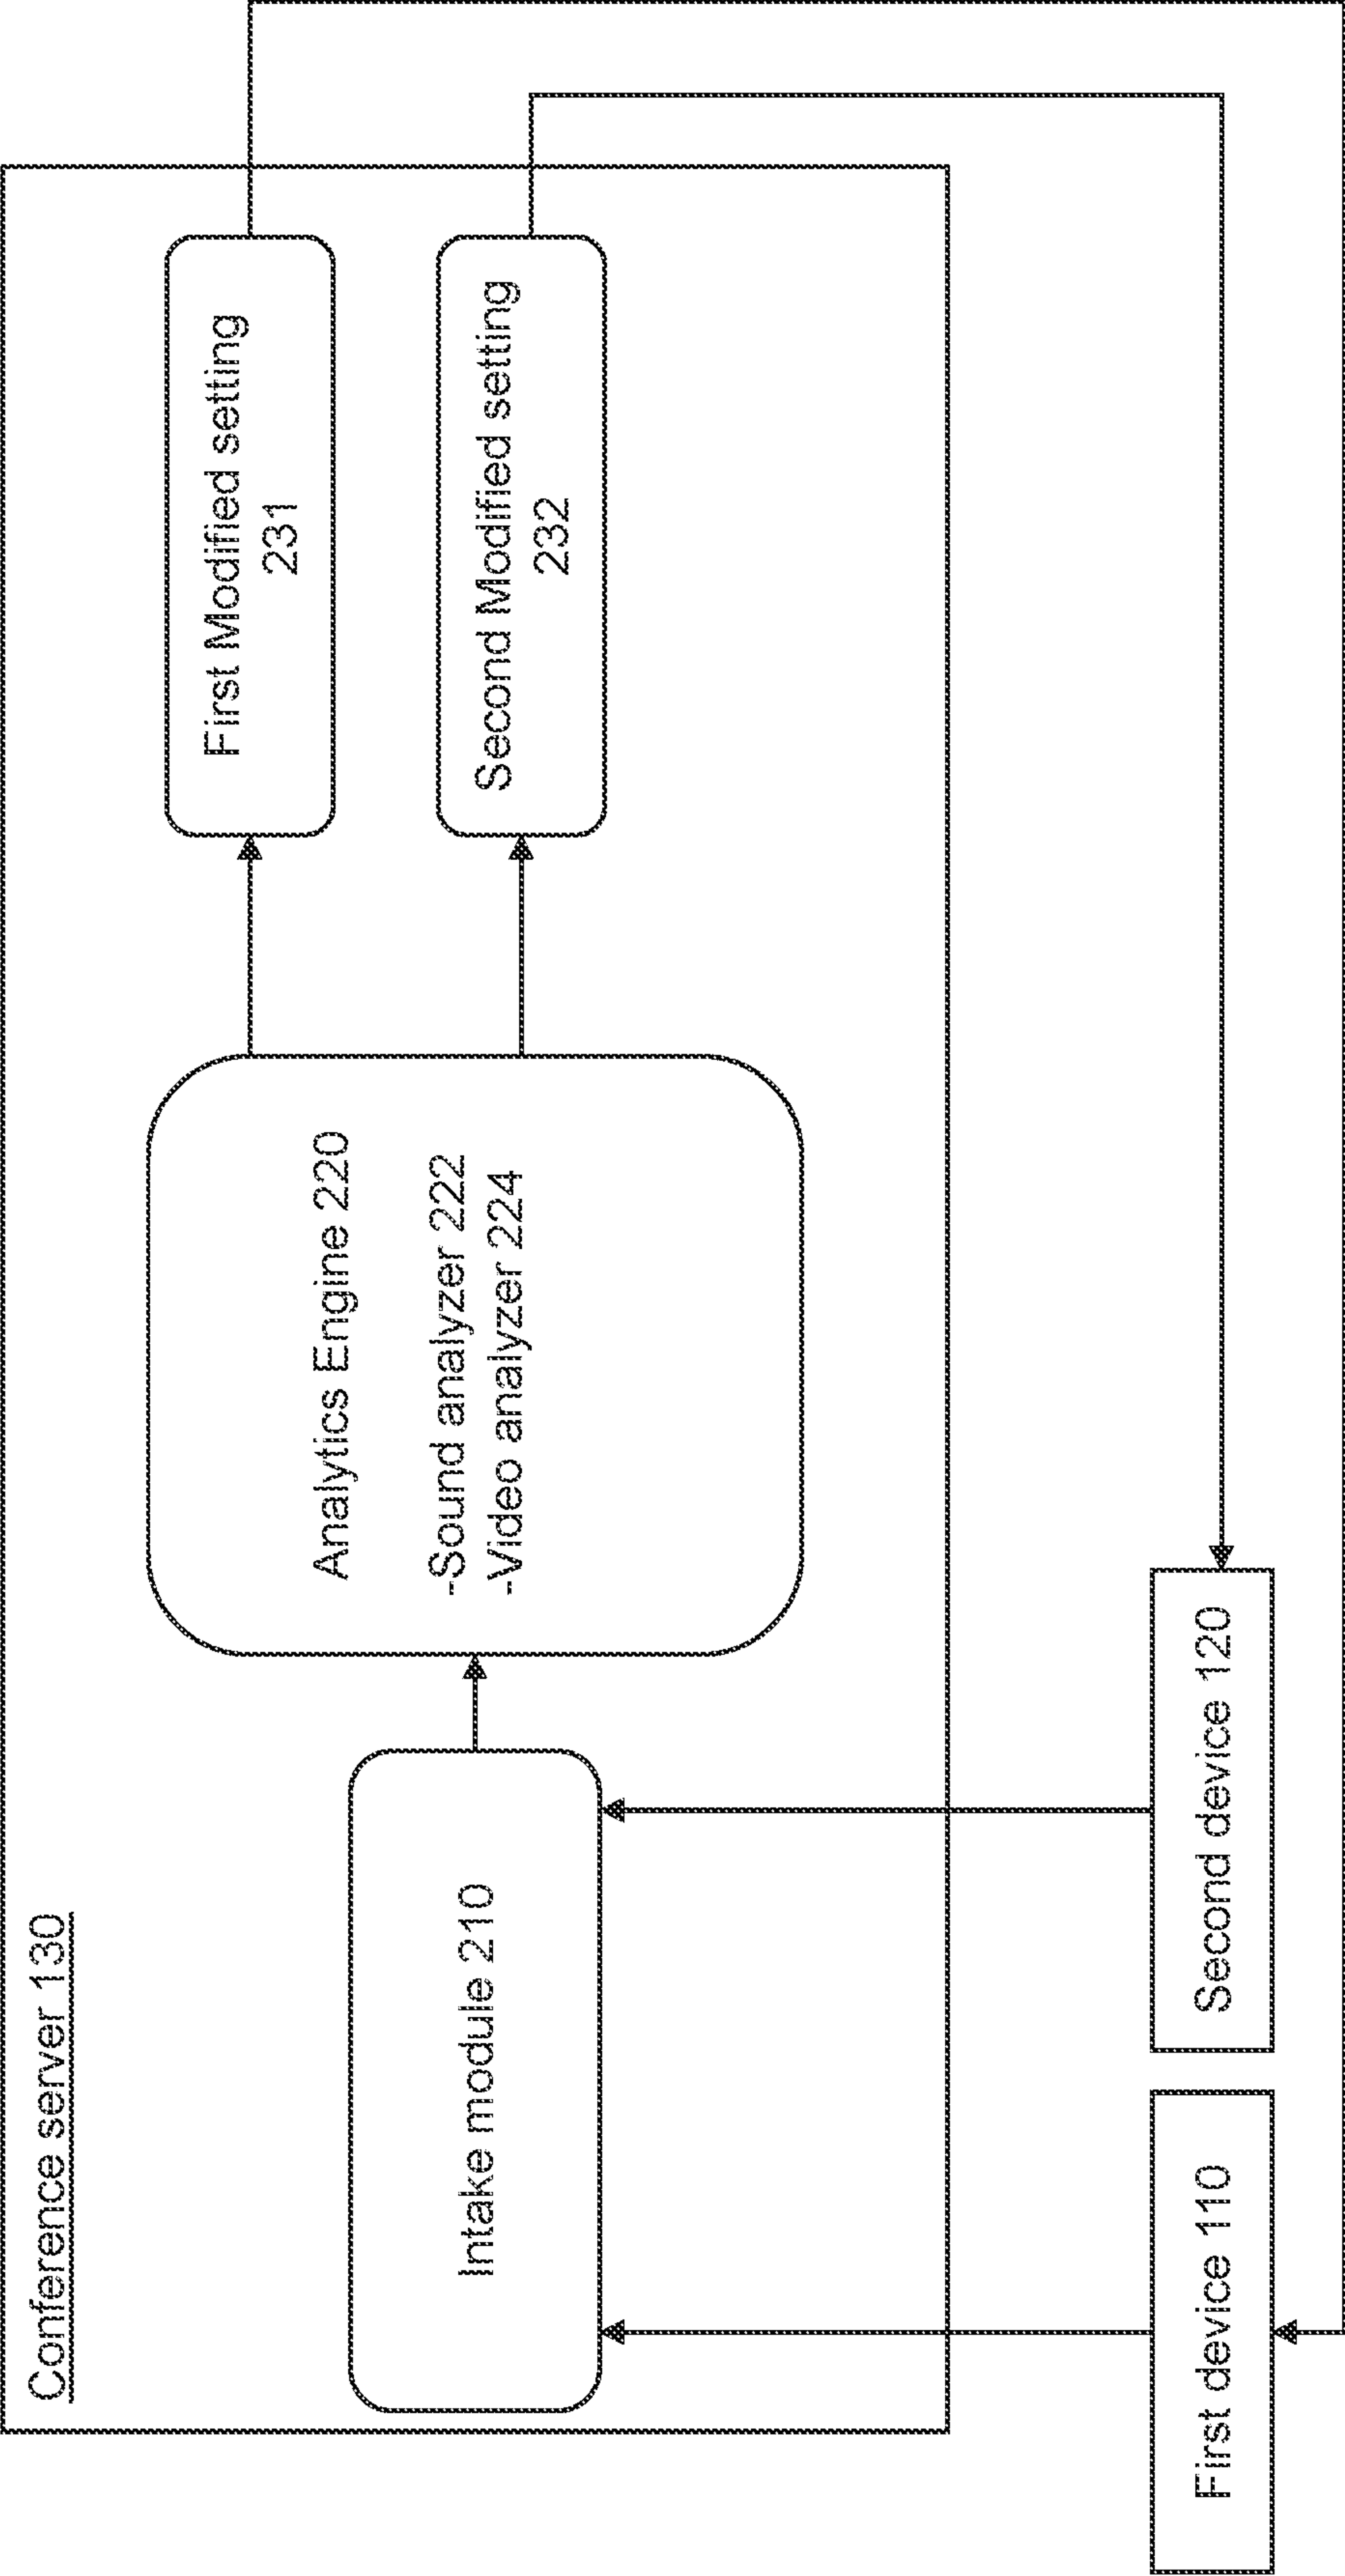 Conference server 130
Intake module 210
Analytics Engine 220
-Sound analyzer 222
-Video analyzer 224
First Modified setting
231
Second Modified setting
232
First device 110
Second device 120